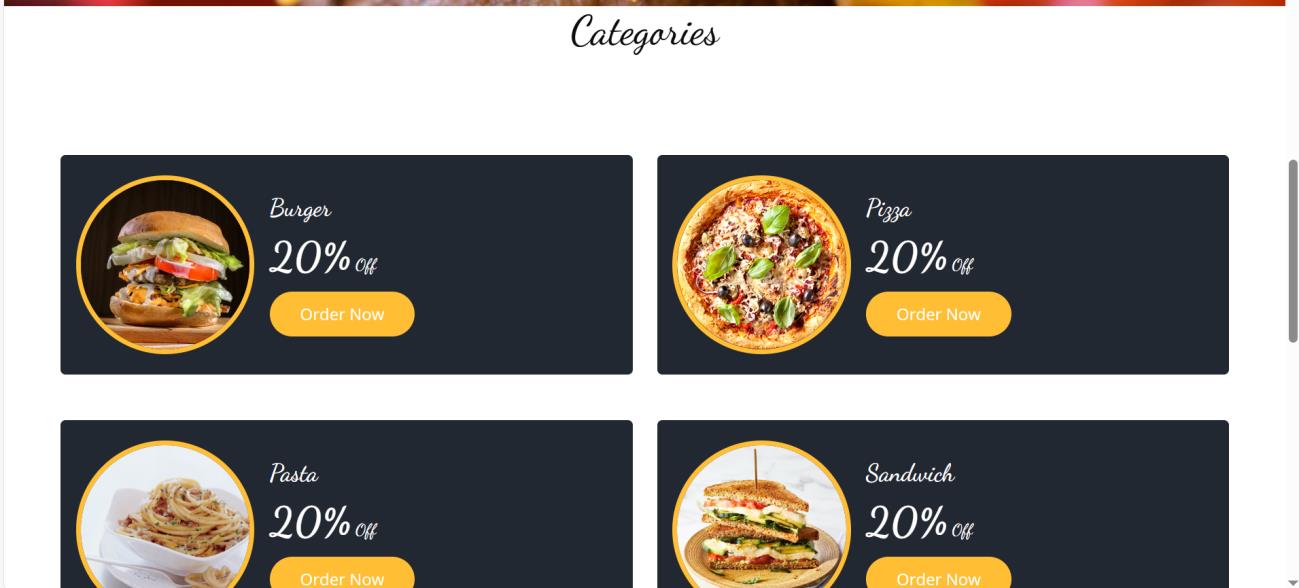 Categories
Burger
20% Off
Order Now
Pizza
20% Off
Order Now
Pasta
20% Off
Order Now
Sandwich
20% Off
Order Now